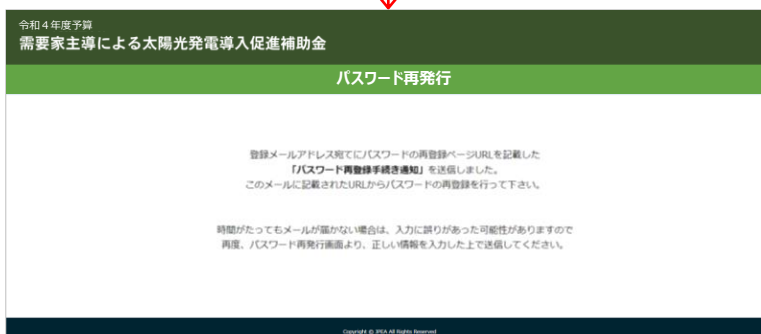 令和４年度予算
需要家主導による太陽光発電導入促進補助金
パスワード再発行
登録メールアドレス宛てにパスワードの再登録ページURLを記載した
「パスワード再登録手続き通知」を送信しました。
このメールに記載されたURLからパスワードの再登録を行って下さい。
時間がたってもメールが届かない場合は、入力に誤りがあった可能性がありますので
再度、パスワード再発行画面より、正しい情報を入力した上で送信してください。
Copyright © JPEA All Rights Reserved